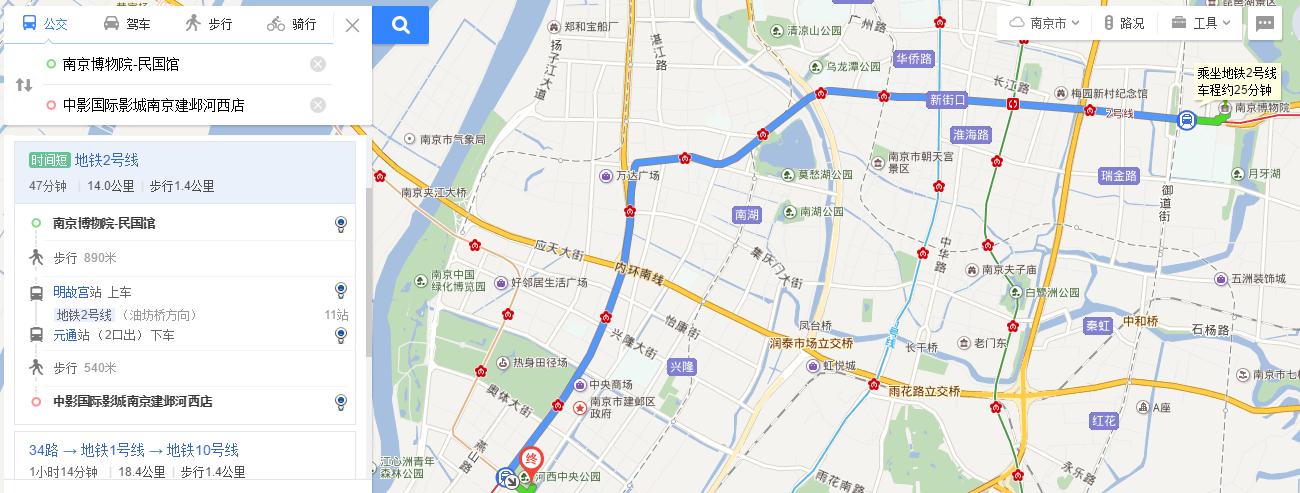 公交
驾车
步行
骑行
南京博物院-民国馆
中影国际影城南京建邺河西店
时间短 地铁2号线
47分钟 | 14.0公里 | 步行1.4公里
南京博物院-民国馆
步行 890米
明故宫站 上车
地铁2号线 (油坊桥方向) 11站
元通站 (2口出) 下车
步行 540米
中影国际影城南京建邺河西店
34路 → 地铁1号线 → 地铁10号线
1小时14分钟 | 18.4公里 | 步行1.4公里
南京市
路况
工具
郑和宝船厂
清凉山公园
广州路
华侨路
乌龙潭公园
扬子江大道
湛江路
长江路
梅园新村纪念馆
乘坐地铁2号线
车程约25分钟
南京博物院
新街口
2号线
淮海路
南京市气象局
万达广场
莫愁湖公园
南京市朝天宫
景区
瑞金路
月牙湖
御道街
南京夹江大桥
南湖
南湖公园
应天大街
内环南线
集庆门大街
中华路
南京夫子庙
白鹭洲公园
五洲装饰城
南京中国
绿化博览园
好邻居生活广场
怡康街
兴隆大街
凤台桥
润泰市场立交桥
1号线
长干桥
老门东
秦虹
中和桥
石杨路
热身田径场
兴隆
虹悦城
雨花路立交桥
中央商场
南京市建邺区
政府
奥体大街
南京市七
A座
红花
燕山路
终
河西中央公园
江心洲青年
森林公园
雨花南路
永乐路